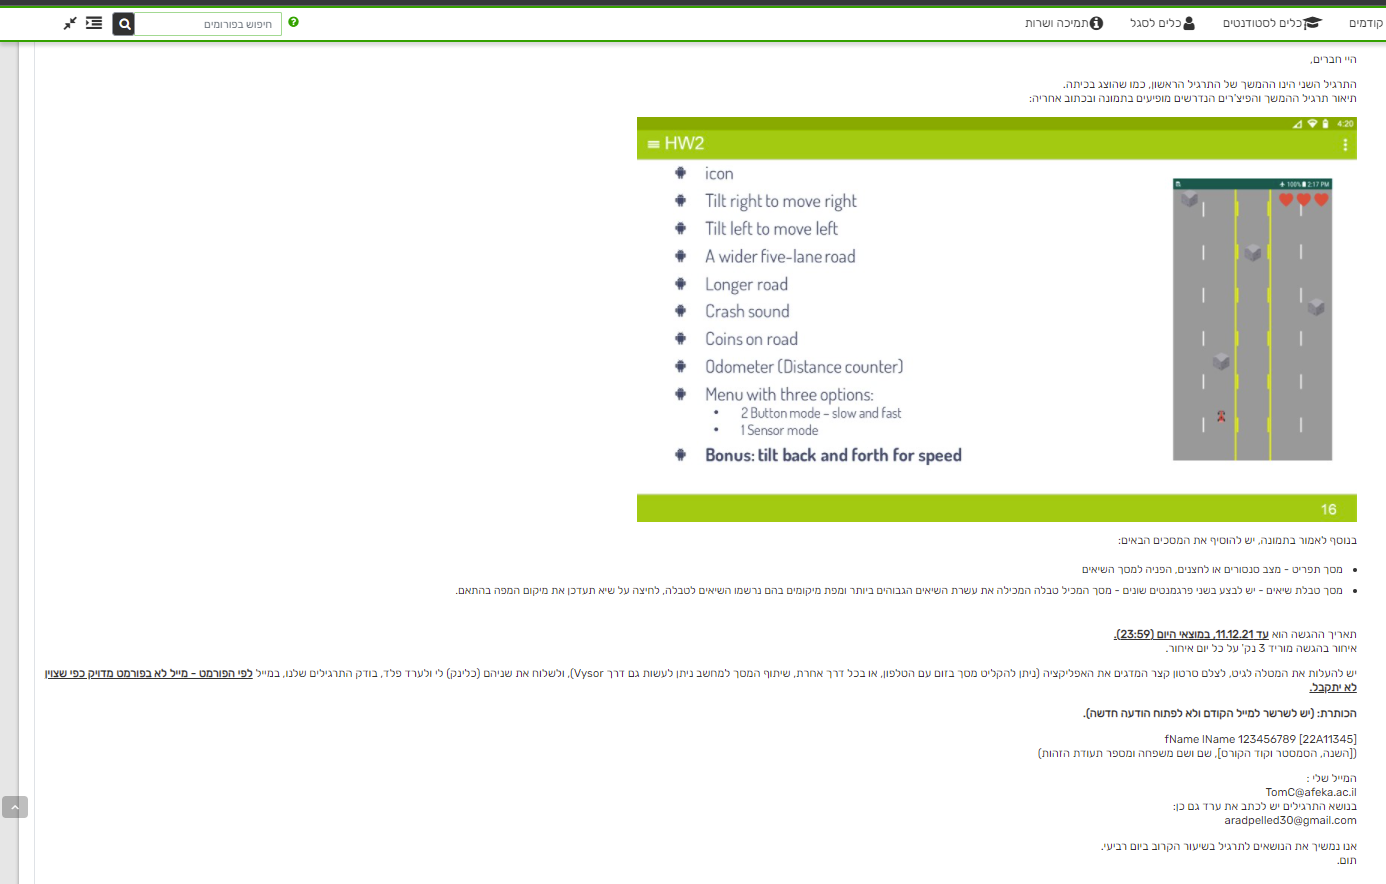 קודמים
כלים לסטודנטים
כלים לסגל
תמיכה ושרות
חיפוש בפורומים
היי חברים,
התרגיל השני הינו ההמשך של התרגיל הראשון, כמו שהוצג בכיתה.
תיאור תרגיל ההמשך והפיצ'רים הנדרשים מופיעים בתמונה ובכתוב אחריה:
4:20
HW2
icon
Tilt right to move right
Tilt left to move left
A wider five-lane road
Longer road
Crash sound
Coins on road
Odometer (Distance counter)
Menu with three options:
2 Button mode – slow and fast
1 Sensor mode
Bonus: tilt back and forth for speed
100% 2:17 PM
16
בנוסף לאמור בתמונה, יש להוסיף את המסכים הבאים:
מסך תפריט - מצב סנסורים או לחצנים, הפניה למסך השיאים
מסך טבלת שיאים - יש לבצע בשני פרגמנטים שונים - מסך המכיל טבלה המכילה את עשרת השיאים הגבוהים ביותר ומפת מיקומים בהם נרשמו השיאים לטבלה, לחיצה על שיא תעדכן את מיקום המפה בהתאם.
תאריך ההגשה הוא עד 11.12.21, במוצאי היום (23:59).
איחור בהגשה מוריד 3 נק' על כל יום איחור.
יש להעלות את המטלה לגיט, לצלם סרטון קצר המדגים את האפליקציה (ניתן להקליט מסך בזום עם הטלפון, או בכל דרך אחרת, שיתוף המסך למחשב ניתן לעשות גם דרך Vysor), ולשלוח את שניהם (כלינק) לי ולערד פלד, בודק התרגילים שלנו, במייל לפי הפורמט - מייל לא בפורמט מדויק כפי שצוין
לא יתקבל.
הכותרת: (יש לשרשר למייל הקודם ולא לפתוח הודעה חדשה).
fName lName 123456789 [22A11345]
([השנה, הסמסטר וקוד הקורס], שם ושם משפחה ומספר תעודת הזהות)
המייל שלי :
TomC@afeka.ac.il
בנושא התרגילים יש לכתב את ערד גם כן:
aradpelled30@gmail.com
אנו נמשיך את הנושאים לתרגיל בשיעור הקרוב ביום רביעי.
תום.